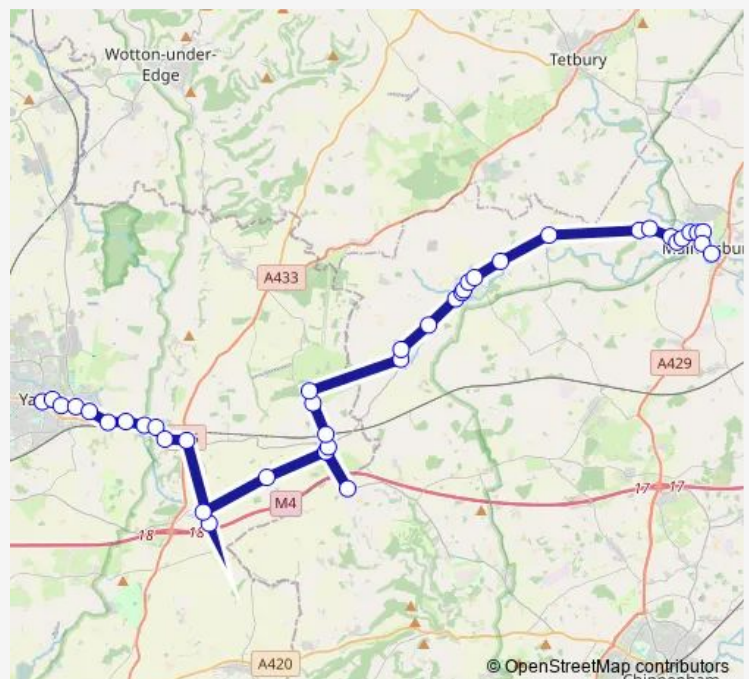 Wotton-under-
Edge
Tetbury
A433
A429
M4
18
18
17
17
A420
© OpenStreetMap contributors